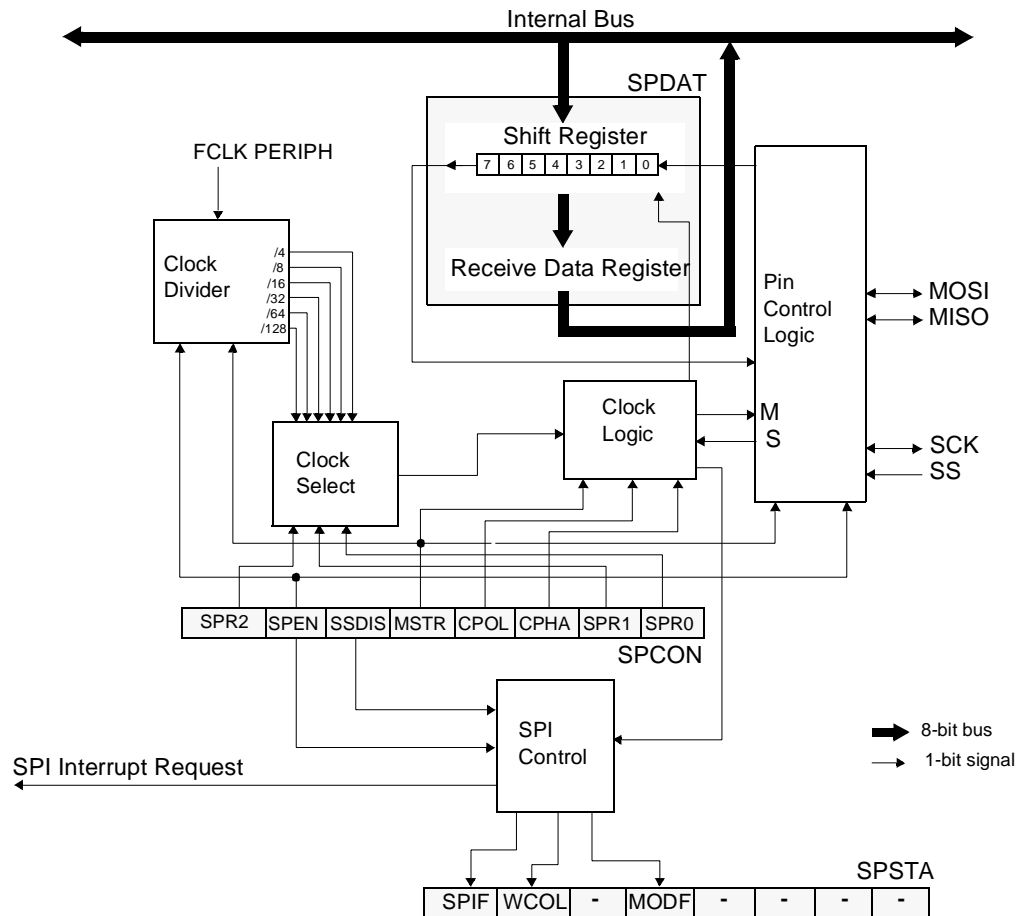 Internal Bus
SPDAT
Shift Register
7 6 5 4 3 2 1 0
FCLK PERIPH
Clock
Divider
/4
/8
/16
/32
/64
/128
Receive Data Register
Pin
Control
Logic
MOSI
MISO
Clock
Logic
M
S
SCK
SS
Clock
Select
SPR2 SPEN SSDIS MSTR CPOL CPHA SPR1 SPR0
SPCON
SPI
Control
8-bit bus
1-bit signal
SPI Interrupt Request
SPSTA
SPIF WCOL - MODF - - - -